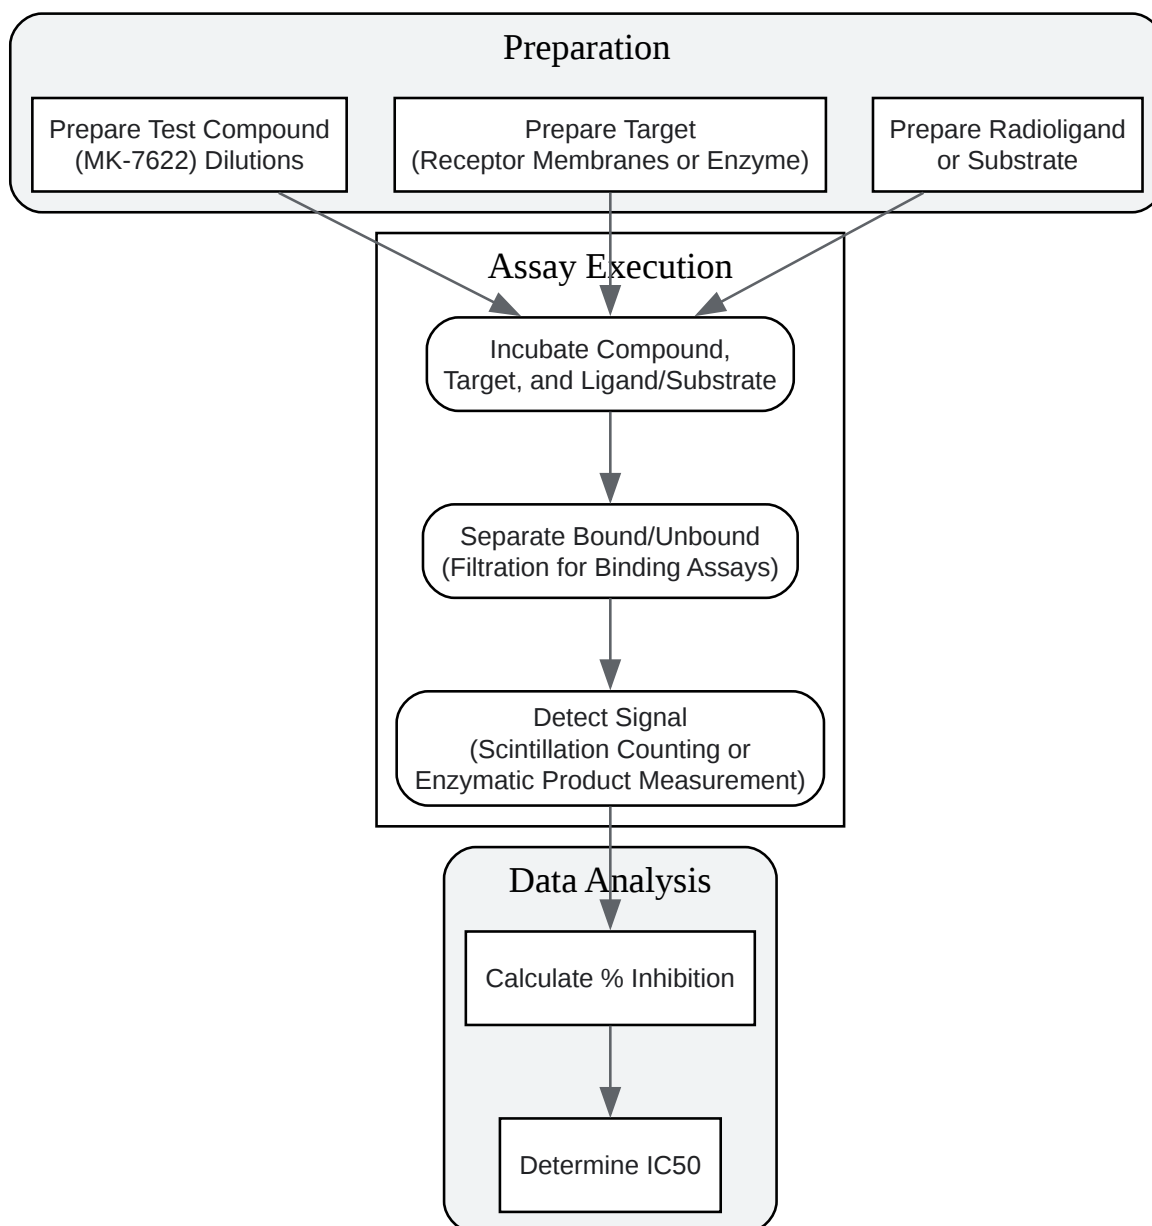 Preparation
Prepare Test Compound
(MK-7622) Dilutions
Prepare Target
(Receptor Membranes or Enzyme)
Prepare Radioligand
or Substrate
Assay Execution
Incubate Compound,
Target, and Ligand/Substrate
Separate Bound/Unbound
(Filtration for Binding Assays)
Detect Signal
(Scintillation Counting or
Enzymatic Product Measurement)
Data Analysis
Calculate % Inhibition
Determine IC50